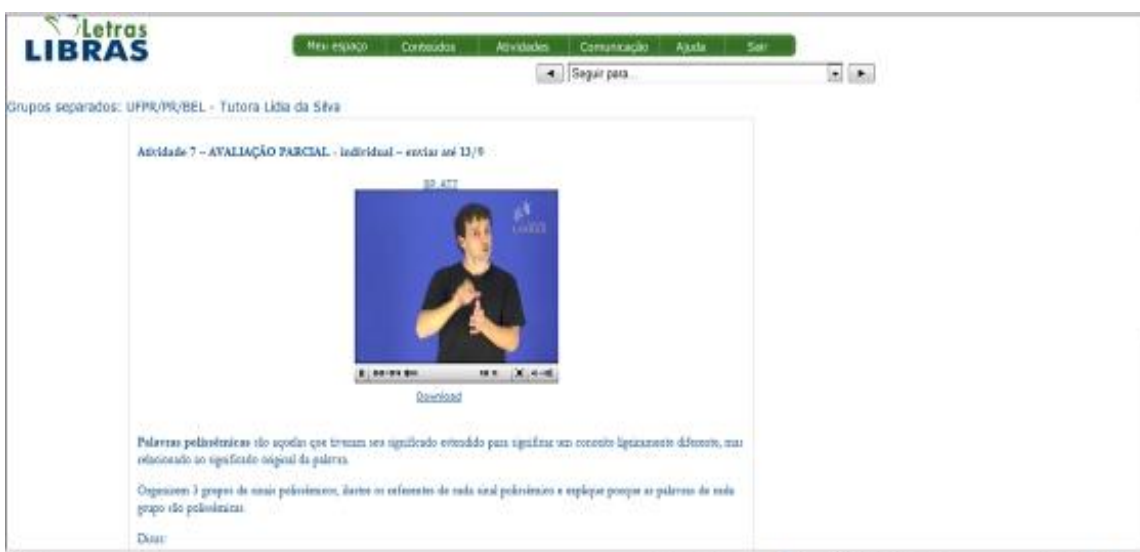 Letras
LIBRAS
Meu espaço Conteúdos Atividades Comunicação Ajuda Sair
Seguir para...
Grupos separados: UFPR/PR/BEL - Tutora Lídia da Silva
Atividade 7 – AVALIAÇÃO PARCIAL - individual – enviar até 13/9
Download
Palavras polissêmicas são aquelas que tiveram seu significado estendido para significar um conceito ligeiramente diferente, mas
relacionado ao significado original da palavra.
Organizem 3 grupos de sinais polissêmicos, ilustre os referentes de cada sinal polissêmico e explique porque as palavras de cada
grupo são polissêmicas.
Dicas: